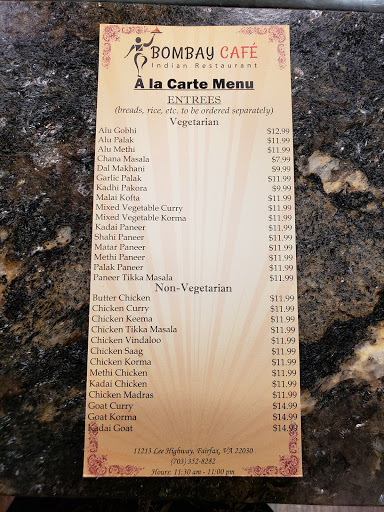 BOMBAY CAFÉ
Indian Restaurant
A la Carte Menu
ENTREES
(breads, rice, etc. to be ordered separately)
Vegetarian
Alu Gobhi $12.99
Alu Palak $11.99
Alu Methi $11.99
Chana Masala $7.99
Dal Makhani $9.99
Garlic Palak $11.99
Kadhi Pakora $9.99
Malai Kofta $11.99
Mixed Vegetable Curry $11.99
Mixed Vegetable Korma $11.99
Kadai Paneer $11.99
Shahi Paneer $11.99
Matar Paneer $11.99
Methi Paneer $11.99
Palak Paneer $11.99
Paneer Tikka Masala $11.99
Non-Vegetarian
Butter Chicken $11.99
Chicken Curry $11.99
Chicken Keema $11.99
Chicken Tikka Masala $11.99
Chicken Vindaloo $11.99
Chicken Saag $11.99
Chicken Korma $11.99
Methi Chicken $11.99
Kadai Chicken $11.99
Chicken Madras $11.99
Goat Curry $14.99
Goat Korma $14.99
Kadai Goat $14.99
11213 Lee Highway, Fairfax, VA 22030
(703) 352-8282
Hours: 11:30 am - 11:00 pm